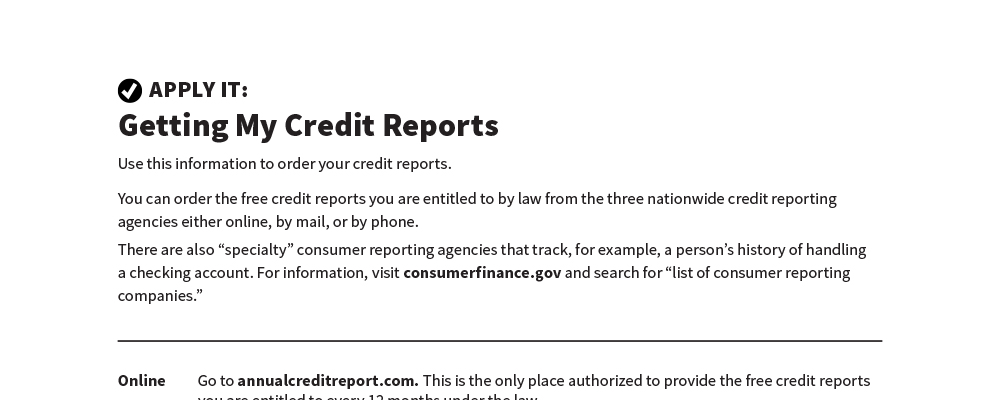 APPLY IT:
Getting My Credit Reports
Use this information to order your credit reports.
You can order the free credit reports you are entitled to by law from the three nationwide credit reporting
agencies either online, by mail, or by phone.
There are also “specialty” consumer reporting agencies that track, for example, a person’s history of handling
a checking account. For information, visit consumerfinance.gov and search for “list of consumer reporting
companies.”
Online Go to annualcreditreport.com. This is the only place authorized to provide the free credit reports
you are entitled to every 12 months under the law.